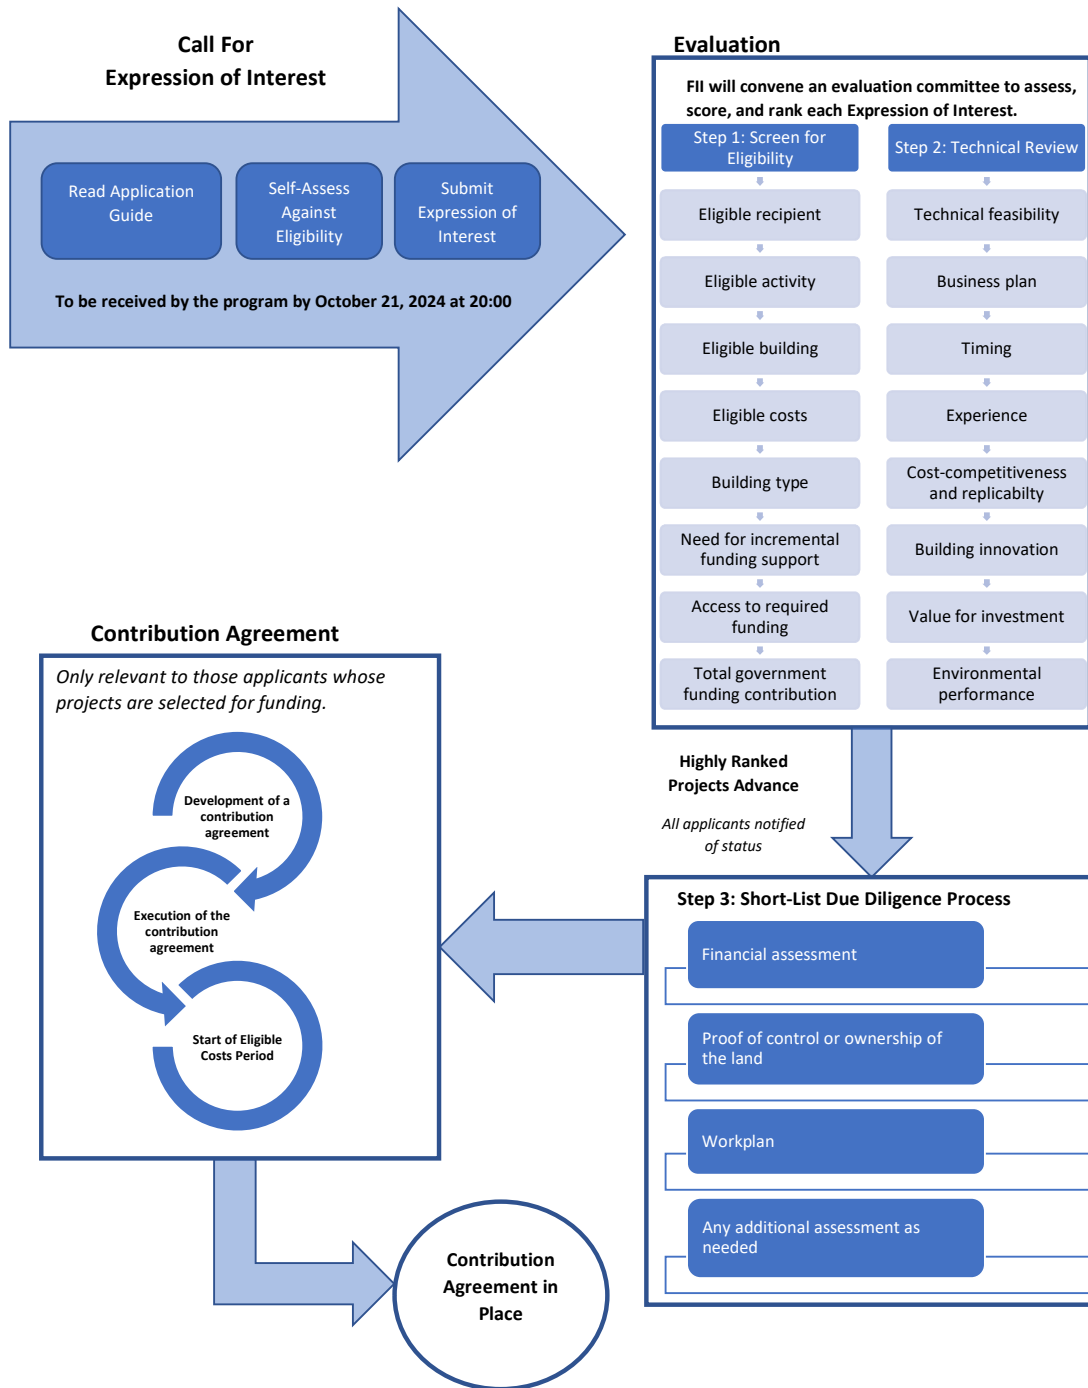 Call For
Expression of Interest
Read Application
Guide
Self-Assess
Against
Eligibility
Submit
Expression of
Interest
To be received by the program by October 21, 2024 at 20:00
Evaluation
FII will convene an evaluation committee to assess,
score, and rank each Expression of Interest.
Step 1: Screen for
Eligibility
Eligible recipient
Eligible activity
Eligible building
Eligible costs
Building type
Need for incremental
funding support
Access to required
funding
Total government
funding contribution
Step 2: Technical Review
Technical feasibility
Business plan
Timing
Experience
Cost-competitiveness
and replicabilty
Building innovation
Value for investment
Environmental
performance
Highly Ranked
Projects Advance
All applicants notified
of status
Step 3: Short-List Due Diligence Process
Financial assessment
Proof of control or ownership of
the land
Workplan
Any additional assessment as
needed
Contribution Agreement
Only relevant to those applicants whose
projects are selected for funding.
Development of a
contribution
agreement
Execution of the
contribution
agreement
Start of Eligible
Costs Period
Contribution
Agreement in
Place